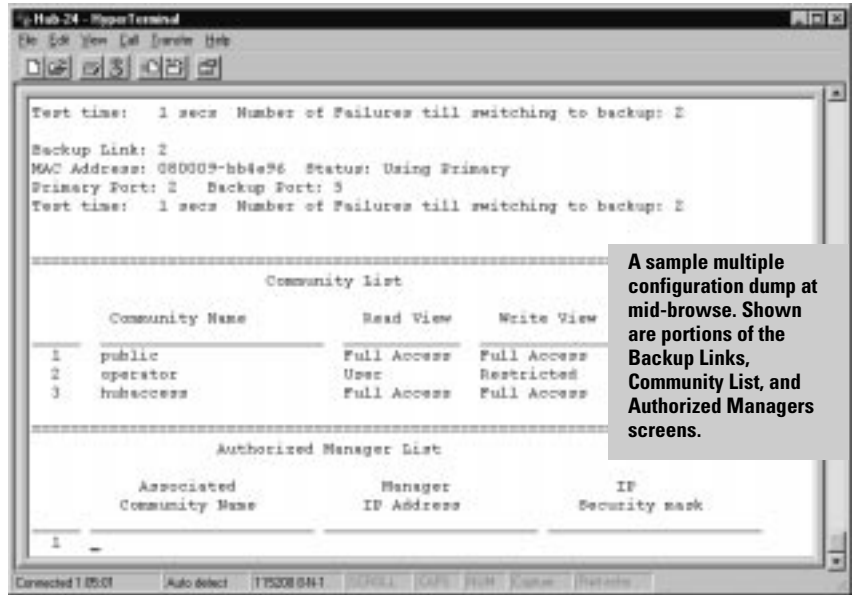 Hub-24 - HyperTerminal
File Edit View Call Transfer Help
Test time: 1 secs Number of Failures till switching to backup: 2
Backup Link: 2
MAC Address: 080009-bb4e96 Status: Using Primary
Primary Port: 2 Backup Port: 3
Test time: 1 secs Number of Failures till switching to backup: 2
Community List
Community Name Read View Write View
1 public Full Access Full Access
2 operator User Restricted
3 hubaccess Full Access Full Access
Authorized Manager List
Associated Manager IP
Community Name IP Address Security mask
1
A sample multiple
configuration dump at
mid-browse. Shown
are portions of the
Backup Links,
Community List, and
Authorized Managers
screens.
Connected 1:05:01 Auto detect 115200 8-N-1 SCROLL CAPS NUM Capture